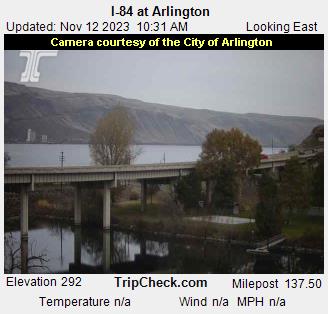 I-84 at Arlington
Updated: Nov 12 2023 10:31 AM Looking East
Camera courtesy of the City of Arlington
Elevation 292 TripCheck.com Milepost 137.50
Temperature n/a Wind n/a MPH n/a